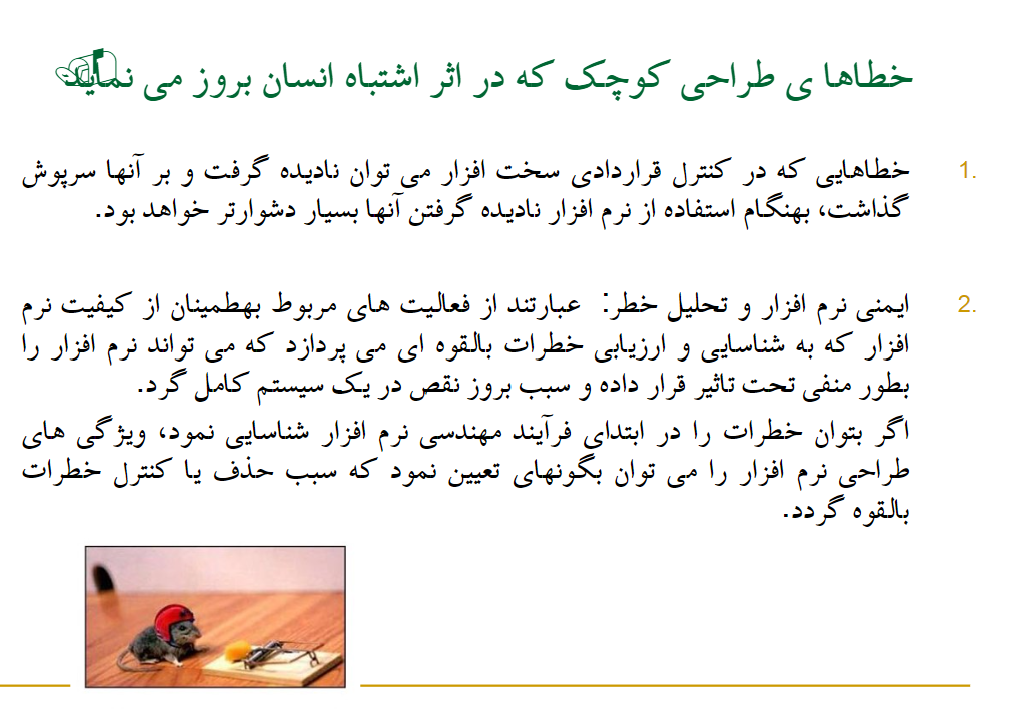 خطاها ی طراحی کوچک که در اثر اشتباه انسان بروز می نماید
1. خطاهایی که در کنترل قراردادی سخت افزار می توان نادیده گرفت و بر آنها سرپوش
گذاشت، بهنگام استفاده از نرم افزار نادیده گرفتن آنها بسیار دشوارتر خواهد بود.
2. ایمنی نرم افزار و تحلیل خطر: عبارتند از فعالیت های مربوط بهطمینان از کیفیت نرم
افزار که به شناسایی و ارزیابی خطرات بالقوه ای می پردازد که می تواند نرم افزار را
بطور منفی تحت تاثیر قرار داده و سبب بروز نقص در یک سیستم کامل گرد.
اگر بتوان خطرات را در ابتدای فرآیند مهندسی نرم افزار شناسایی نمود، ویژگی های
طراحی نرم افزار را می توان بگونهای تعیین نمود که سبب حذف یا کنترل خطرات
بالقوه گردد.